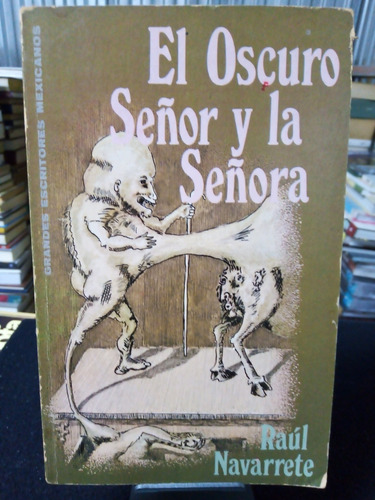 El Oscuro
Señor y la
Señora
GRANDES ESCRITORES MEXICANOS
Raúl
Navarrete